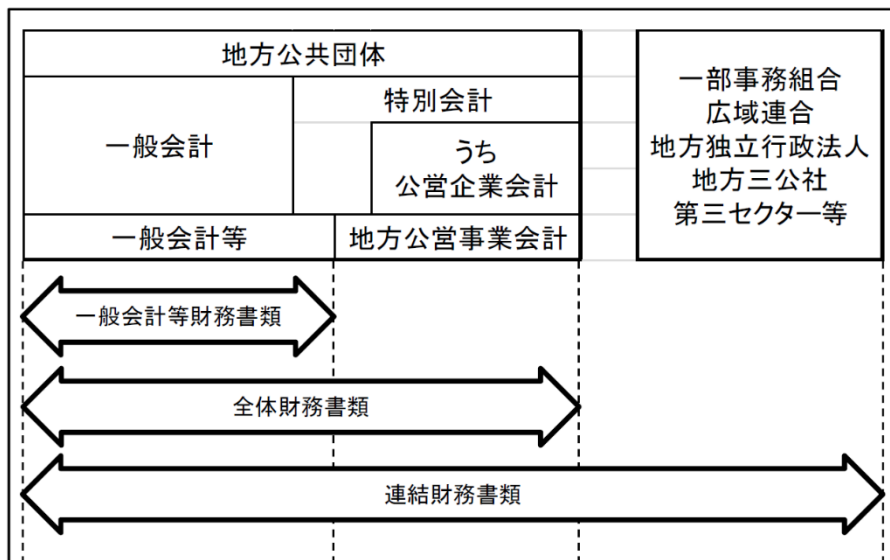 地方公共団体
一般会計
特別会計
うち
公営企業会計
一般会計等
地方公営事業会計
一部事務組合
広域連合
地方独立行政法人
地方三公社
第三セクター等
一般会計等財務書類
全体財務書類
連結財務書類